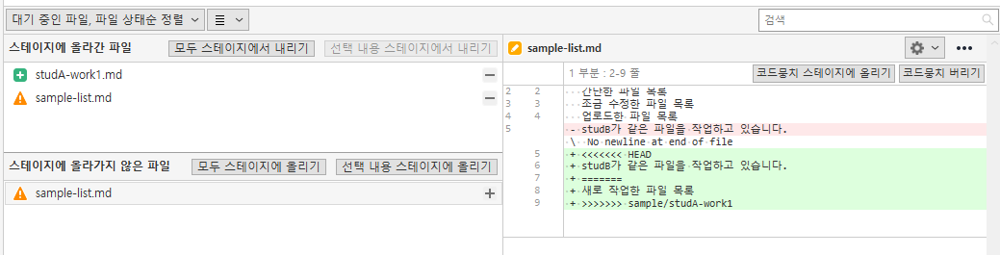 대기 중인 파일, 파일 상태순 정렬
검색
스테이지에 올라간 파일 모두 스테이지에서 내리기 선택 내용 스테이지에서 내리기
studA-work1.md
sample-list.md
스테이지에 올라가지 않은 파일 모두 스테이지에 올리기 선택 내용 스테이지에 올리기
sample-list.md
sample-list.md
1 부분 : 2-9 줄 코드뭉치 스테이지에 올리기 코드뭉치 버리기
2 2 간단한 파일 목록
3 3 조금 수정한 파일 목록
4 4 업로드한 파일 목록
5 - studB가 같은 파일을 작업하고 있습니다.
\ No newline at end of file
5 + <<<<<<< HEAD
6 + studB가 같은 파일을 작업하고 있습니다.
7 + =======
8 + 새로 작업한 파일 목록
9 + >>>>>>> sample/studA-work1